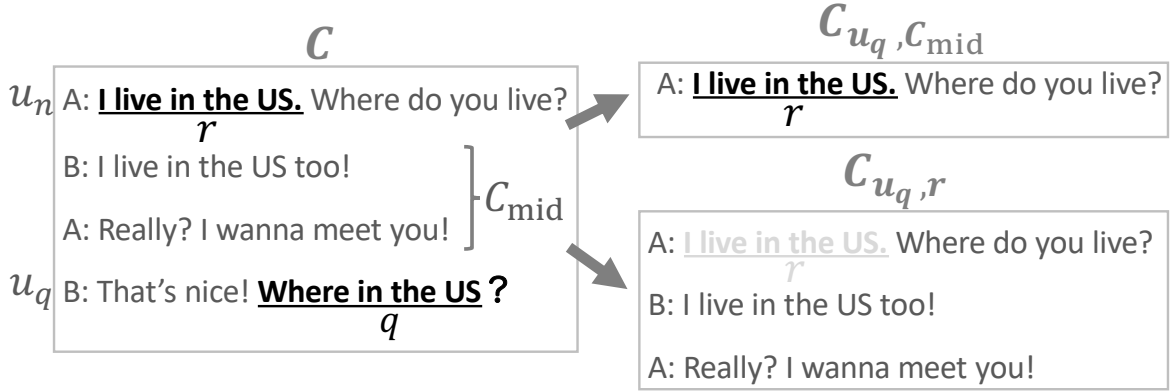 C
u_n A: I live in the US. Where do you live?
r
B: I live in the US too!
C_mid
A: Really? I wanna meet you!
u_q B: That's nice! Where in the US？
q
C_{u_q, C_mid}
A: I live in the US. Where do you live?
r
C_{u_q, r}
A: I live in the US. Where do you live?
r
B: I live in the US too!
A: Really? I wanna meet you!